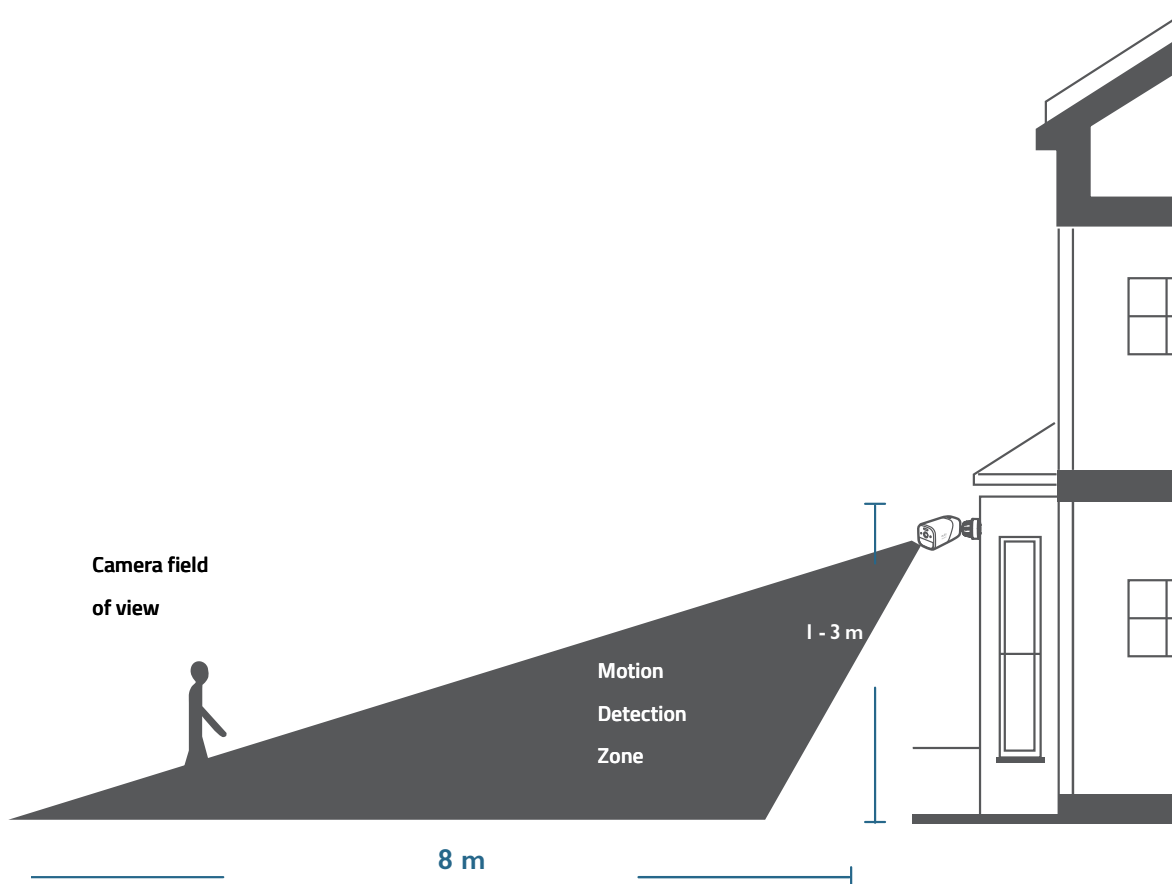 Camera field
of view
1 - 3 m
Motion
Detection
Zone
8 m